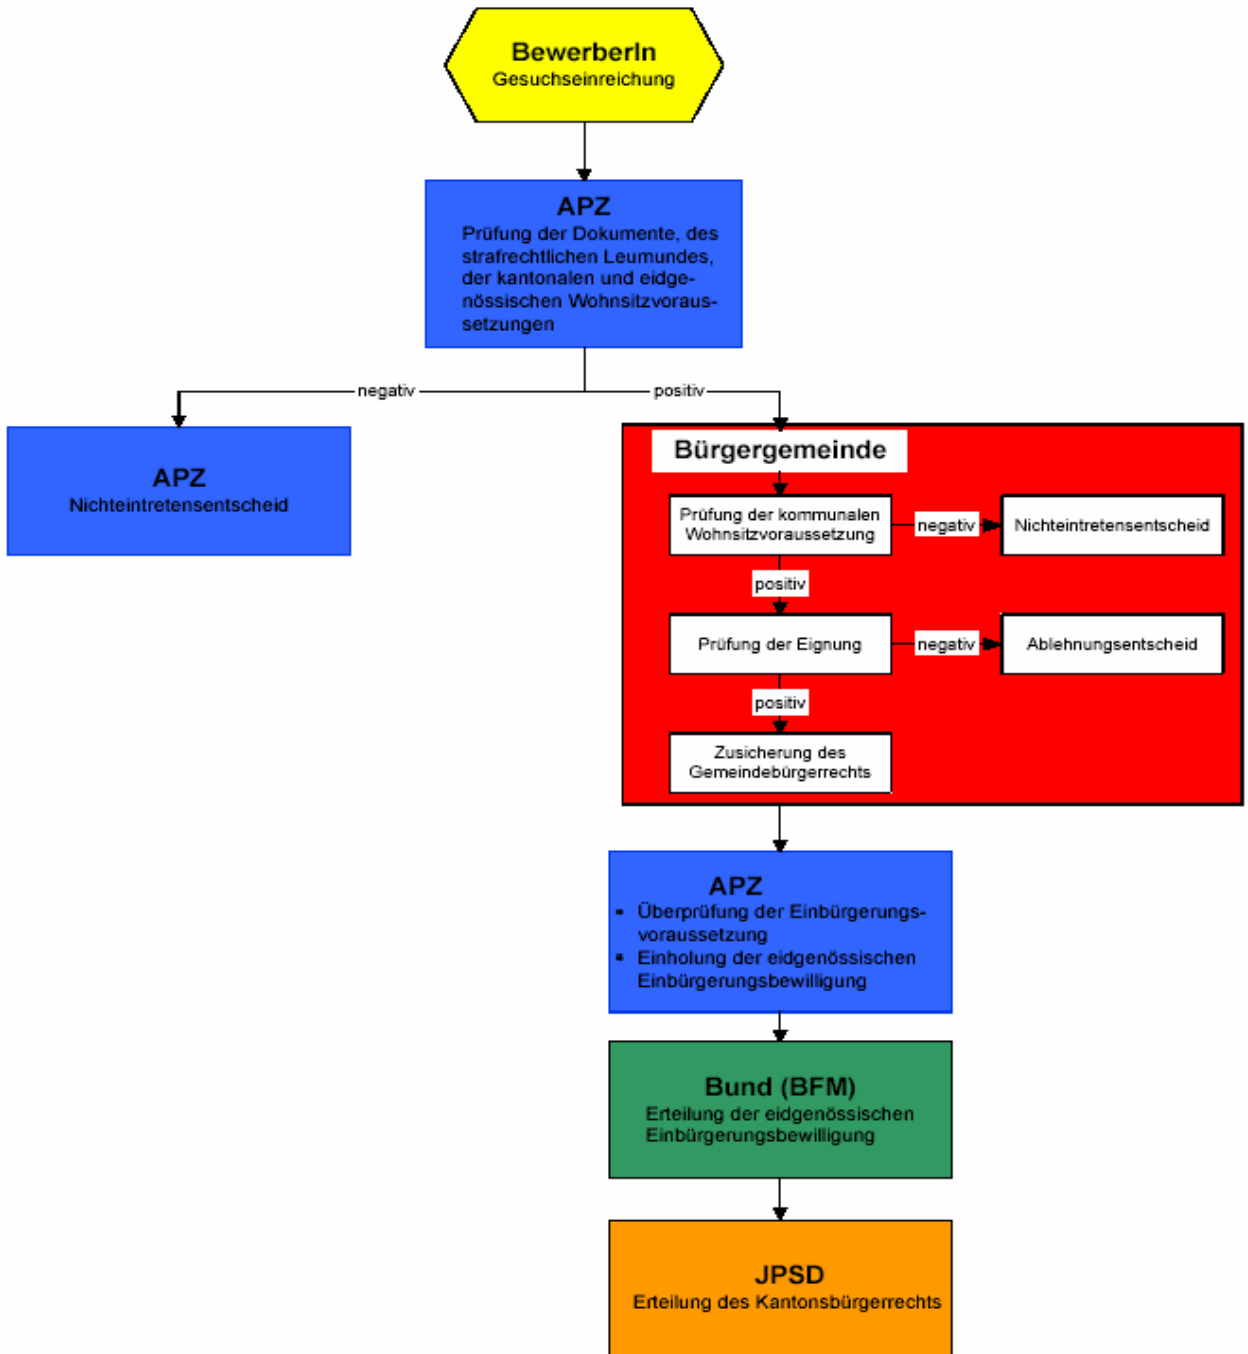 BewerberIn
Gesuchseinreichung
APZ
Prüfung der Dokumente, des
strafrechtlichen Leumundes,
der kantonalen und eidge-
nössischen Wohnsitzvoraus-
setzungen
negativ
positiv
APZ
Nichteintretensentscheid
Bürgergemeinde
Prüfung der kommunalen
Wohnsitzvoraussetzung
negativ
Nichteintretensentscheid
positiv
Prüfung der Eignung
negativ
Ablehnungsentscheid
positiv
Zusicherung des
Gemeindebürgerrechts
APZ
• Überprüfung der Einbürgerungs-
voraussetzung
• Einholung der eidgenössischen
Einbürgerungsbewilligung
Bund (BFM)
Erteilung der eidgenössischen
Einbürgerungsbewilligung
JPSD
Erteilung des Kantonsbürgerrechts